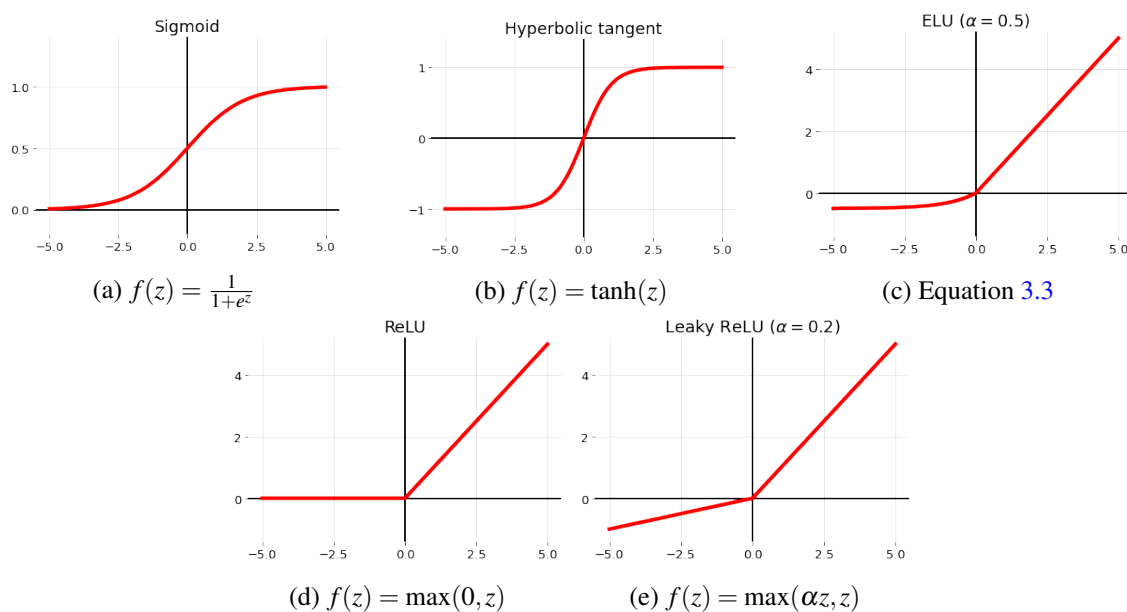 Sigmoid
1.0
0.5
0.0
−5.0 −2.5 0.0 2.5 5.0
(a) f(z) = 1/(1+e^z)
Hyperbolic tangent
1
0
−1
−5.0 −2.5 0.0 2.5 5.0
(b) f(z) = tanh(z)
ELU (α = 0.5)
4
2
0
−5.0 −2.5 0.0 2.5 5.0
(c) Equation 3.3
ReLU
4
2
0
−5.0 −2.5 0.0 2.5 5.0
(d) f(z) = max(0, z)
Leaky ReLU (α = 0.2)
4
2
0
−5.0 −2.5 0.0 2.5 5.0
(e) f(z) = max(αz, z)